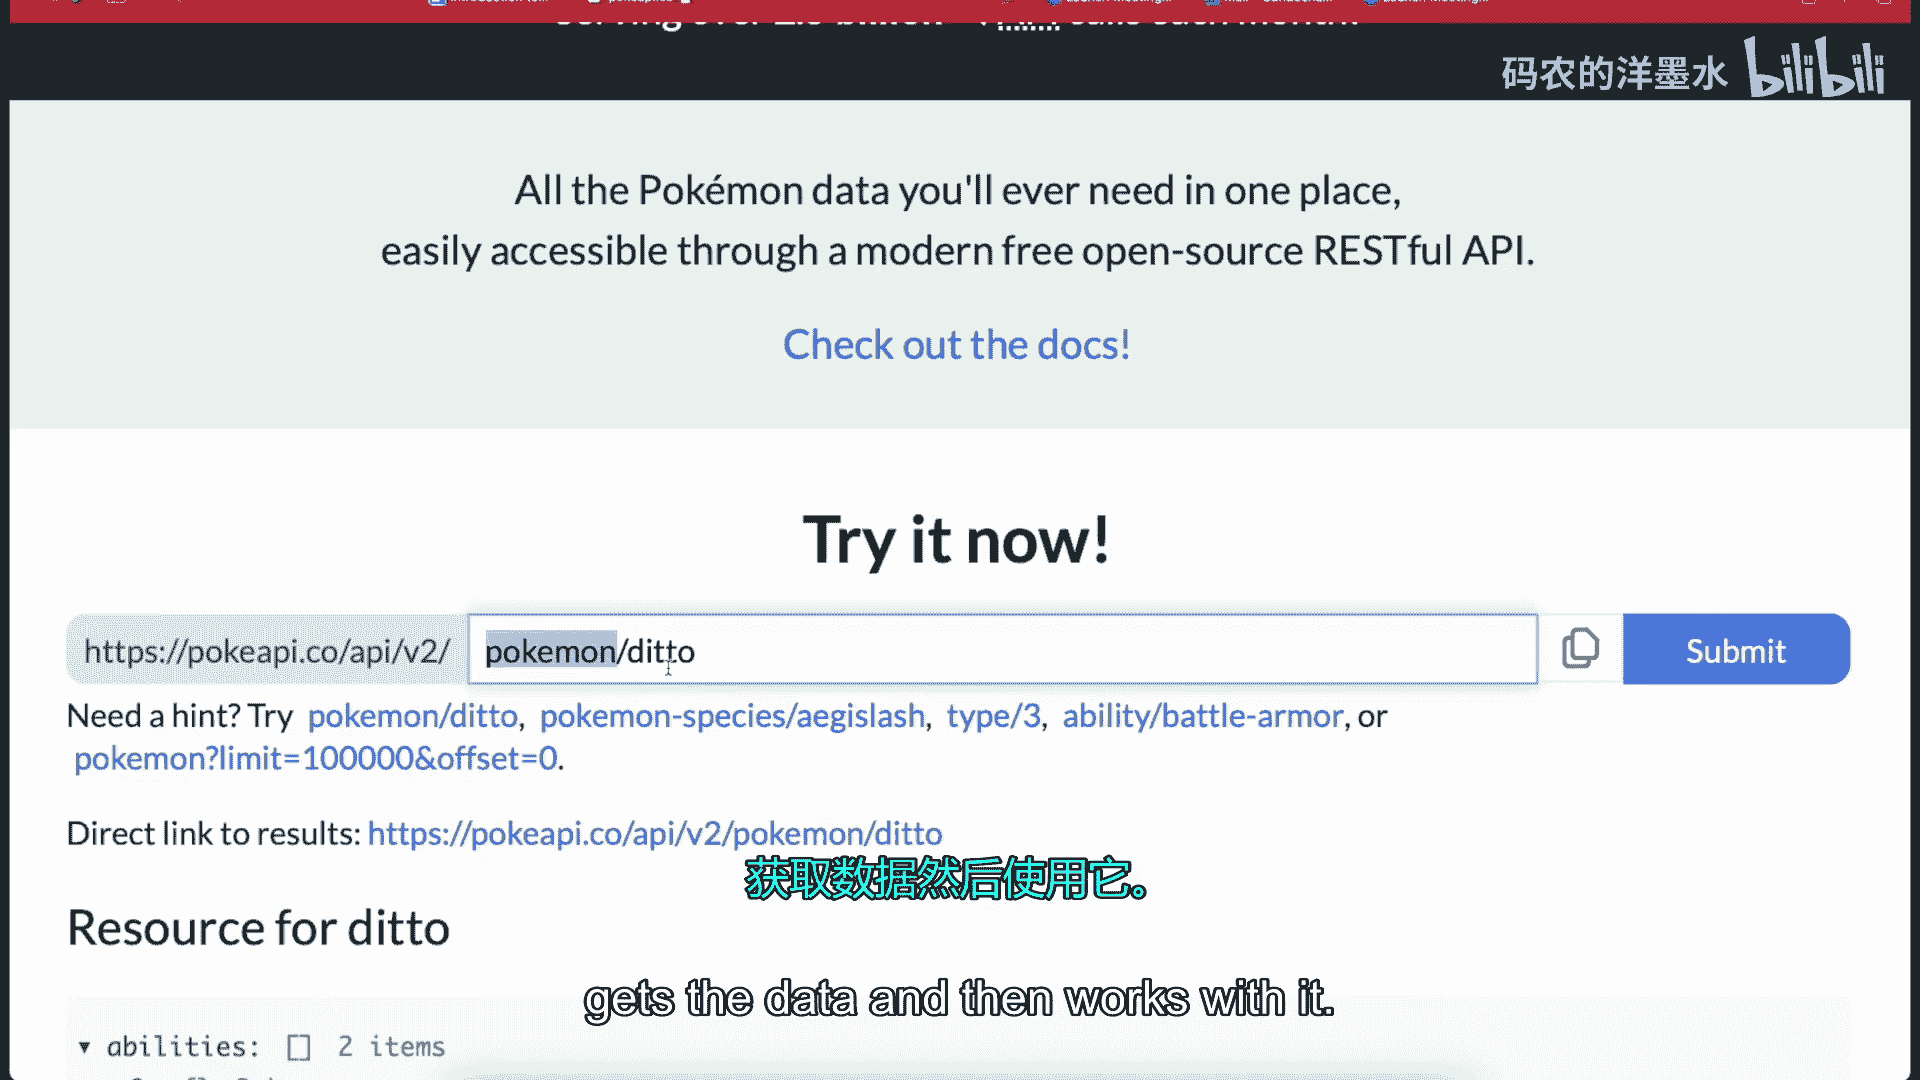 码农的洋墨水 bilibili
All the Pokémon data you'll ever need in one place,
easily accessible through a modern free open-source RESTful API.
Check out the docs!
Try it now!
https://pokeapi.co/api/v2/ pokemon/ditto Submit
Need a hint? Try pokemon/ditto, pokemon-species/aegislash, type/3, ability/battle-armor, or
pokemon?limit=100000&offset=0.
Direct link to results: https://pokeapi.co/api/v2/pokemon/ditto
获取数据然后使用它。
Resource for ditto
gets the data and then works with it.
▼ abilities: [] 2 items